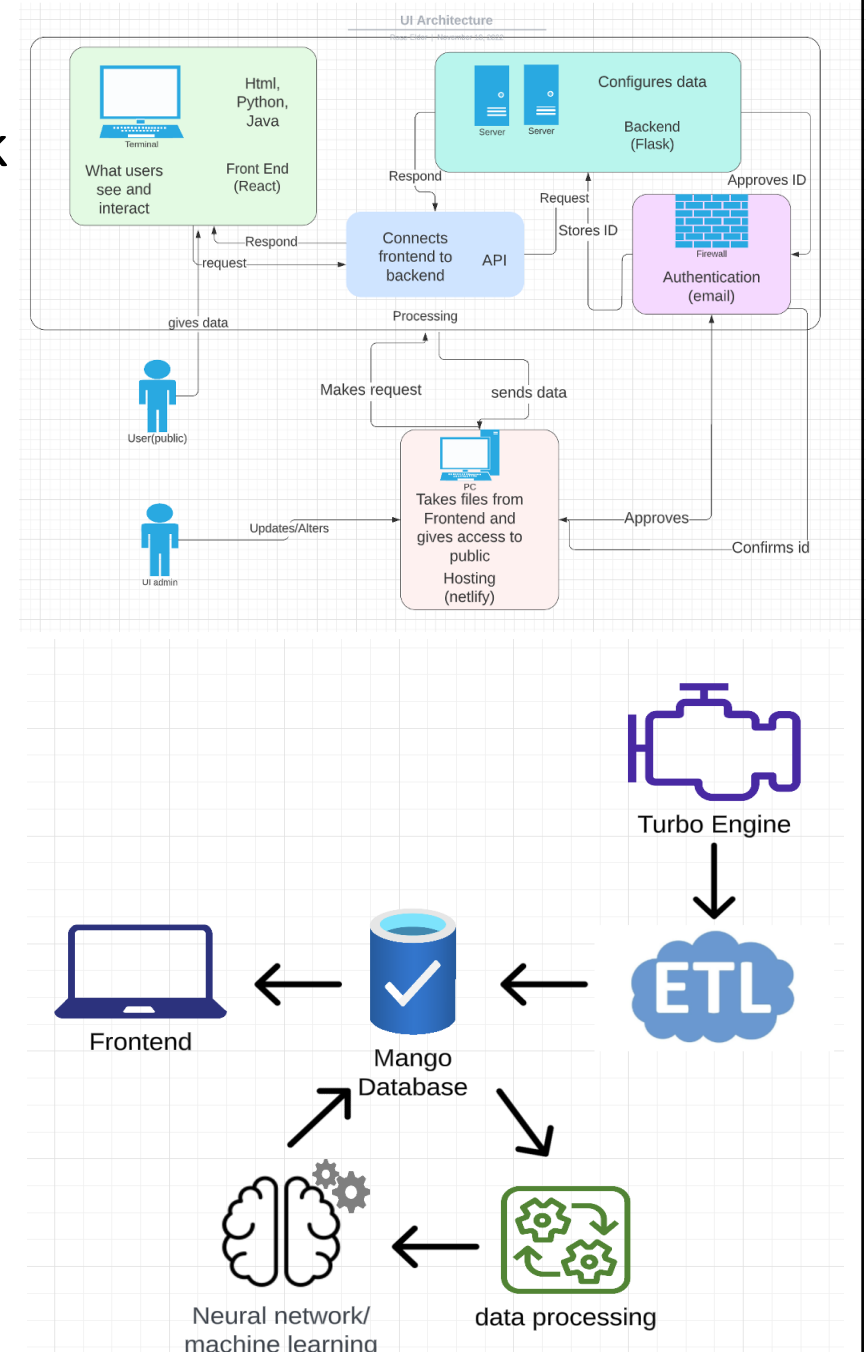 UI Architecture
Html,
Python,
Java
Terminal
What users
see and
interact
Front End
(React)
Server
Server
Configures data
Backend
(Flask)
Respond
Request
Approves ID
Stores ID
Respond
request
Connects
frontend to
backend
API
Firewall
Authentication
(email)
gives data
Processing
User(public)
Makes request
sends data
PC
Takes files from
Frontend and
gives access to
public
Hosting
(netlify)
Updates/Alters
UI admin
Approves
Confirms id
Turbo Engine
ETL
Frontend
Mango
Database
Neural network/
machine learning
data processing